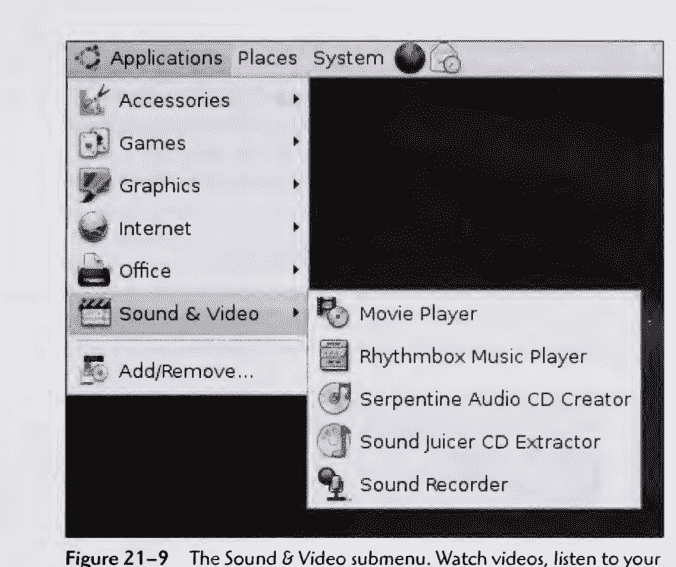 Applications Places System
Accessories
Games
Graphics
Internet
Office
Sound & Video
Add/Remove...
Movie Player
Rhythmbox Music Player
Serpentine Audio CD Creator
Sound Juicer CD Extractor
Sound Recorder
Figure 21–9 The Sound & Video submenu. Watch videos, listen to your